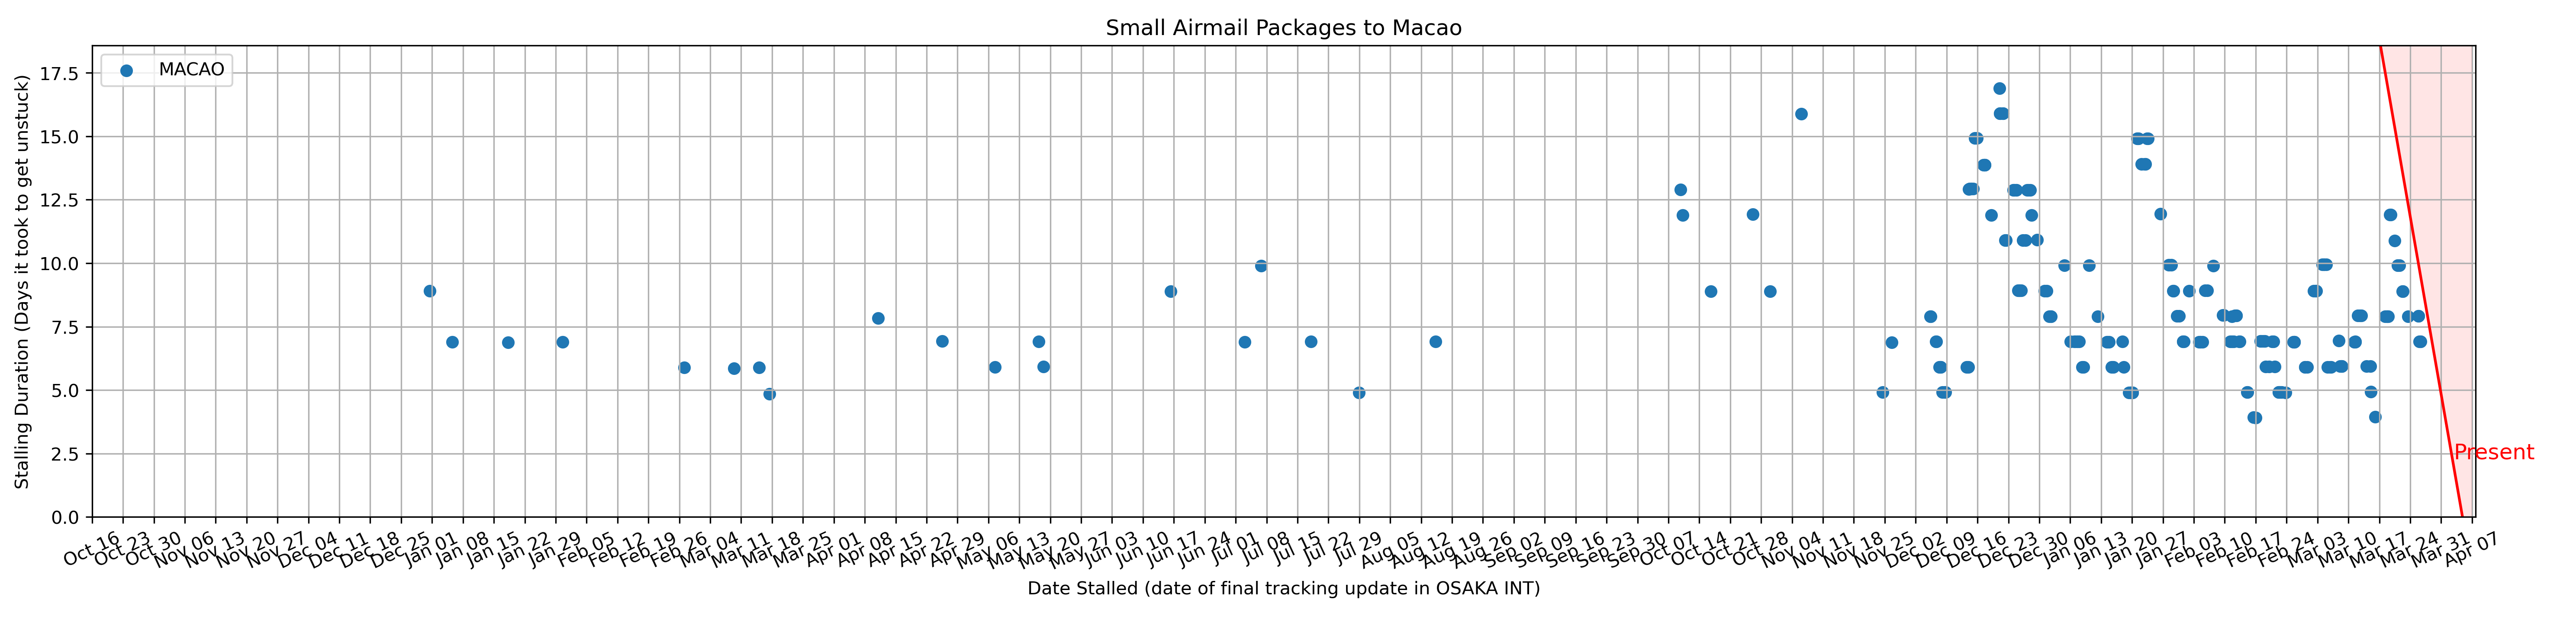 Small Airmail Packages to Macao
MACAO
Stalling Duration (Days it took to get unstuck)
17.5
15.0
12.5
10.0
7.5
5.0
2.5
0.0
Present
Oct 16 Oct 23 Oct 30 Nov 06 Nov 13 Nov 20 Nov 27 Dec 04 Dec 11 Dec 18 Dec 25 Jan 01 Jan 08 Jan 15 Jan 22 Jan 29 Feb 05 Feb 12 Feb 19 Feb 26 Mar 04 Mar 11 Mar 18 Mar 25 Apr 01 Apr 08 Apr 15 Apr 22 Apr 29 May 06 May 13 May 20 May 27 Jun 03 Jun 10 Jun 17 Jun 24 Jul 01 Jul 08 Jul 15 Jul 22 Jul 29 Aug 05 Aug 12 Aug 19 Aug 26 Sep 02 Sep 09 Sep 16 Sep 23 Sep 30 Oct 07 Oct 14 Oct 21 Oct 28 Nov 04 Nov 11 Nov 18 Nov 25 Dec 02 Dec 09 Dec 16 Dec 23 Dec 30 Jan 06 Jan 13 Jan 20 Jan 27 Feb 03 Feb 10 Feb 17 Feb 24 Mar 03 Mar 10 Mar 17 Mar 24 Mar 31 Apr 07
Date Stalled (date of final tracking update in OSAKA INT)